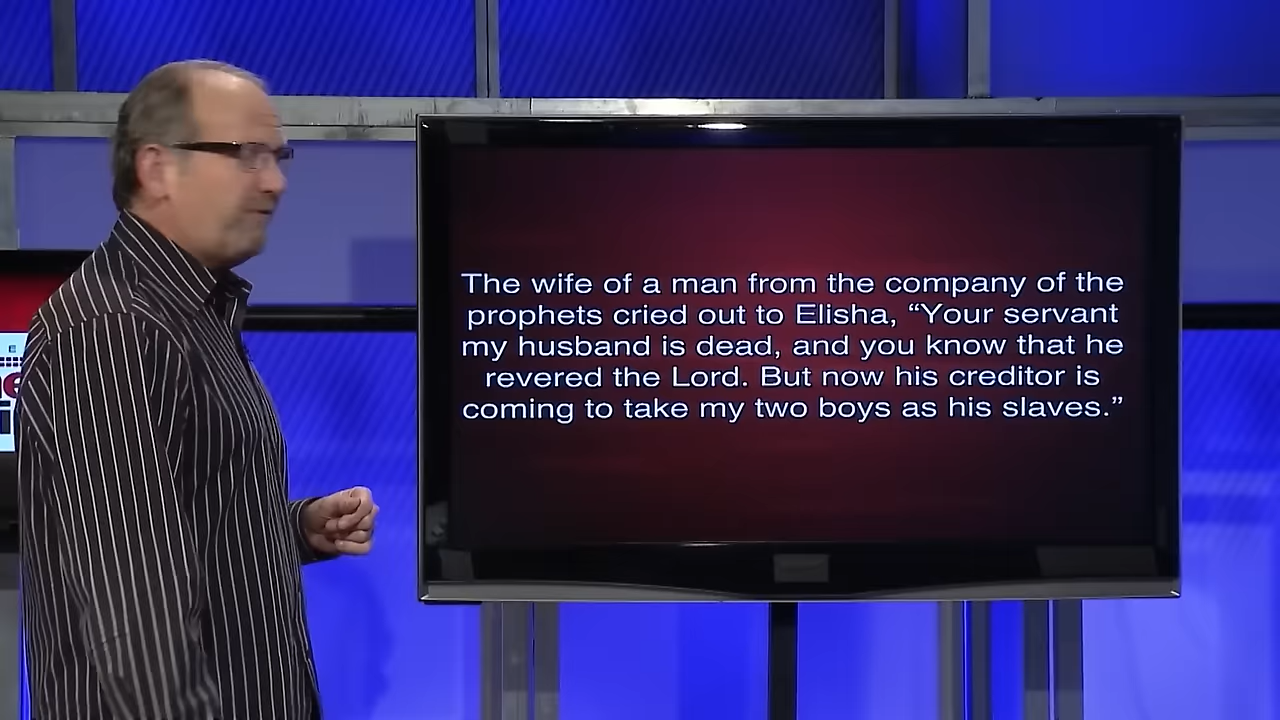 The wife of a man from the company of the
prophets cried out to Elisha, “Your servant
my husband is dead, and you know that he
revered the Lord. But now his creditor is
coming to take my two boys as his slaves.”